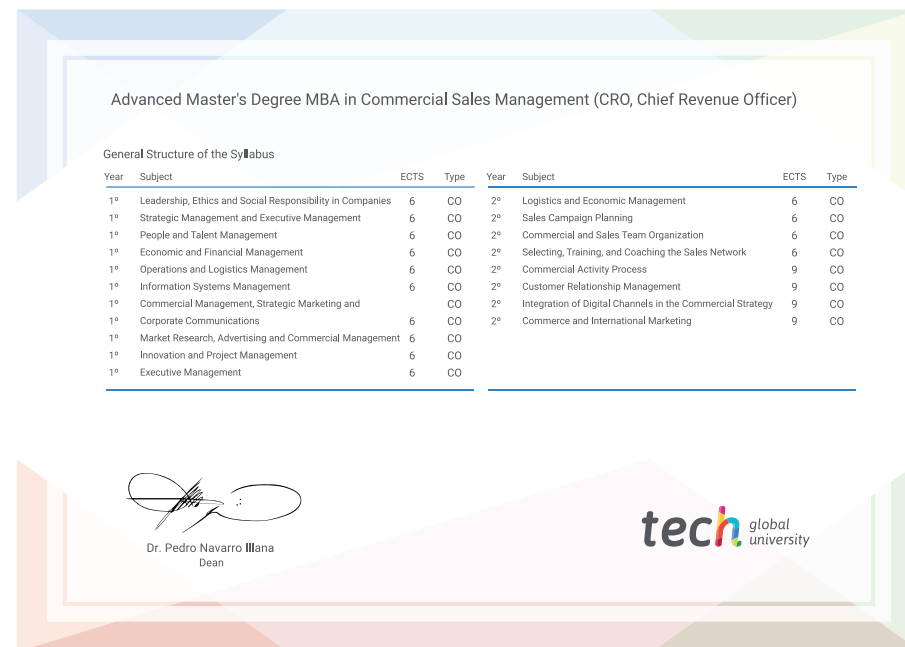 Advanced Master's Degree MBA in Commercial Sales Management (CRO, Chief Revenue Officer)
General Structure of the Syllabus
Year Subject ECTS Type
1º Leadership, Ethics and Social Responsibility in Companies 6 CO
1º Strategic Management and Executive Management 6 CO
1º People and Talent Management 6 CO
1º Economic and Financial Management 6 CO
1º Operations and Logistics Management 6 CO
1º Information Systems Management 6 CO
1º Commercial Management, Strategic Marketing and CO
1º Corporate Communications 6 CO
1º Market Research, Advertising and Commercial Management 6 CO
1º Innovation and Project Management 6 CO
1º Executive Management 6 CO
Year Subject ECTS Type
2º Logistics and Economic Management 6 CO
2º Sales Campaign Planning 6 CO
2º Commercial and Sales Team Organization 6 CO
2º Selecting, Training, and Coaching the Sales Network 6 CO
2º Commercial Activity Process 9 CO
2º Customer Relationship Management 9 CO
2º Integration of Digital Channels in the Commercial Strategy 9 CO
2º Commerce and International Marketing 9 CO
Dr. Pedro Navarro Illana
Dean
tech global
university